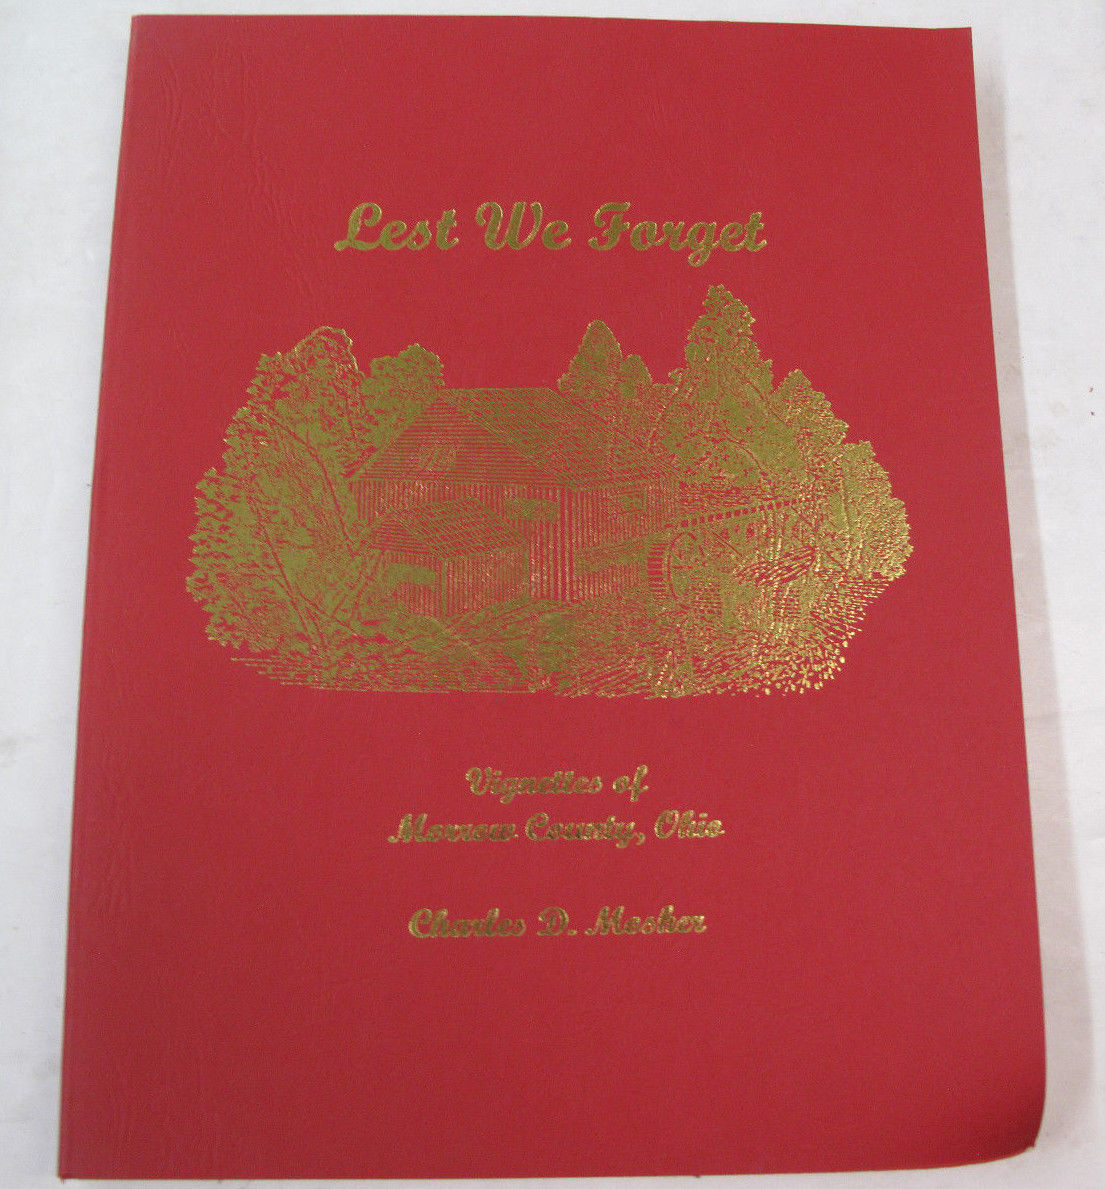 Lest We Forget
Vignettes of
Morrow County, Ohio
Charles D. Mosher